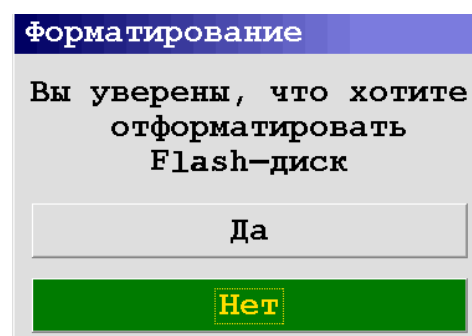 Форматирование
Вы уверены, что хотите
отформатировать
Flash-диск
Да
Нет